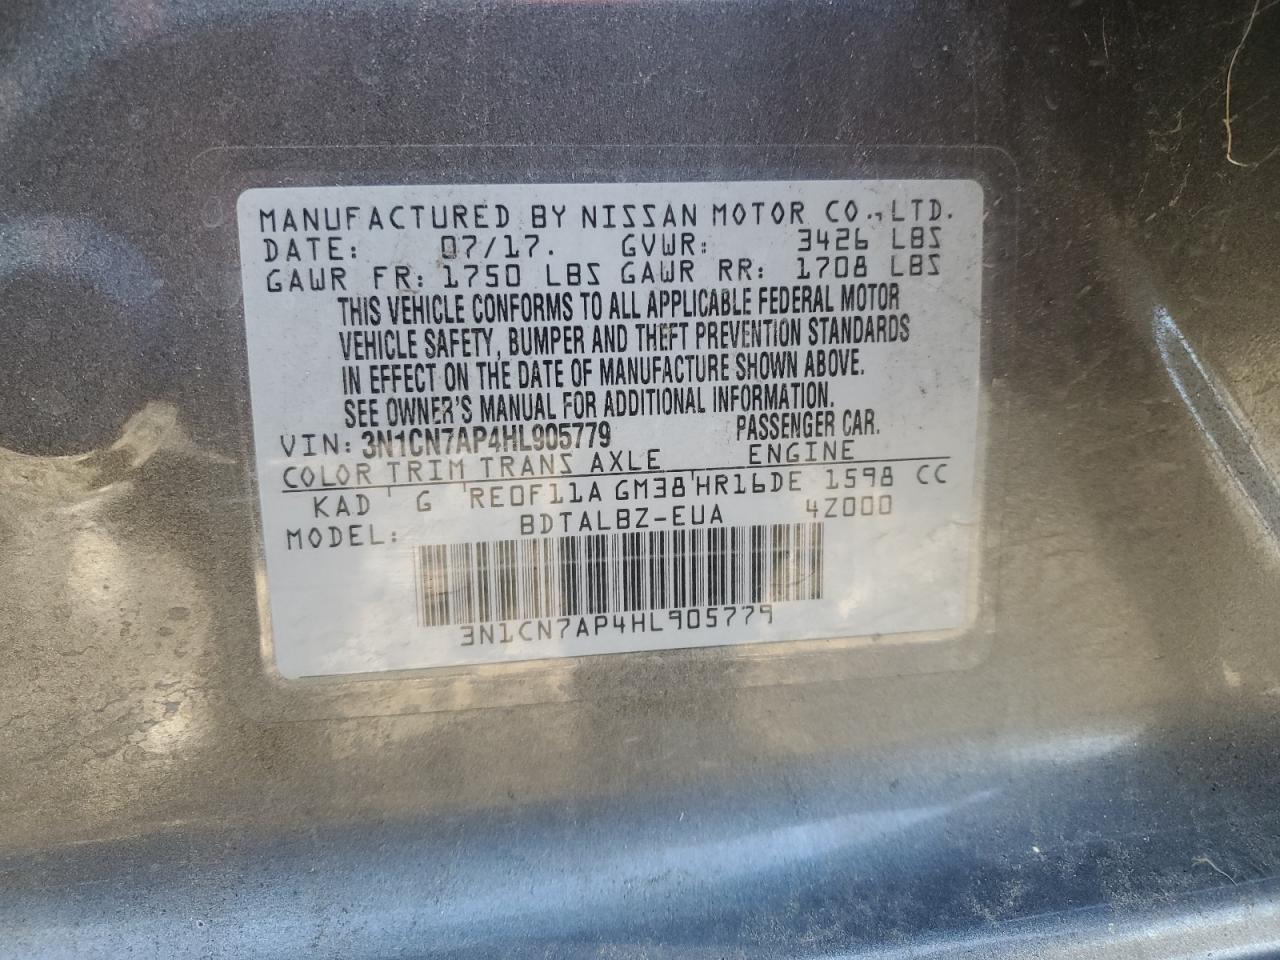 MANUFACTURED BY NISSAN MOTOR CO., LTD.
DATE: 07/17. GVWR: 3426 LBS
GAWR FR: 1750 LBS GAWR RR: 1708 LBS
THIS VEHICLE CONFORMS TO ALL APPLICABLE FEDERAL MOTOR
VEHICLE SAFETY, BUMPER AND THEFT PREVENTION STANDARDS
IN EFFECT ON THE DATE OF MANUFACTURE SHOWN ABOVE.
SEE OWNER'S MANUAL FOR ADDITIONAL INFORMATION.
VIN: 3N1CN7AP4HL905779 PASSENGER CAR.
COLOR TRIM TRANS AXLE ENGINE
KAD G RE0F11A GM38 HR16DE 1598 CC
MODEL: BDTALBZ-EUA 4Z000
3N1CN7AP4HL905779